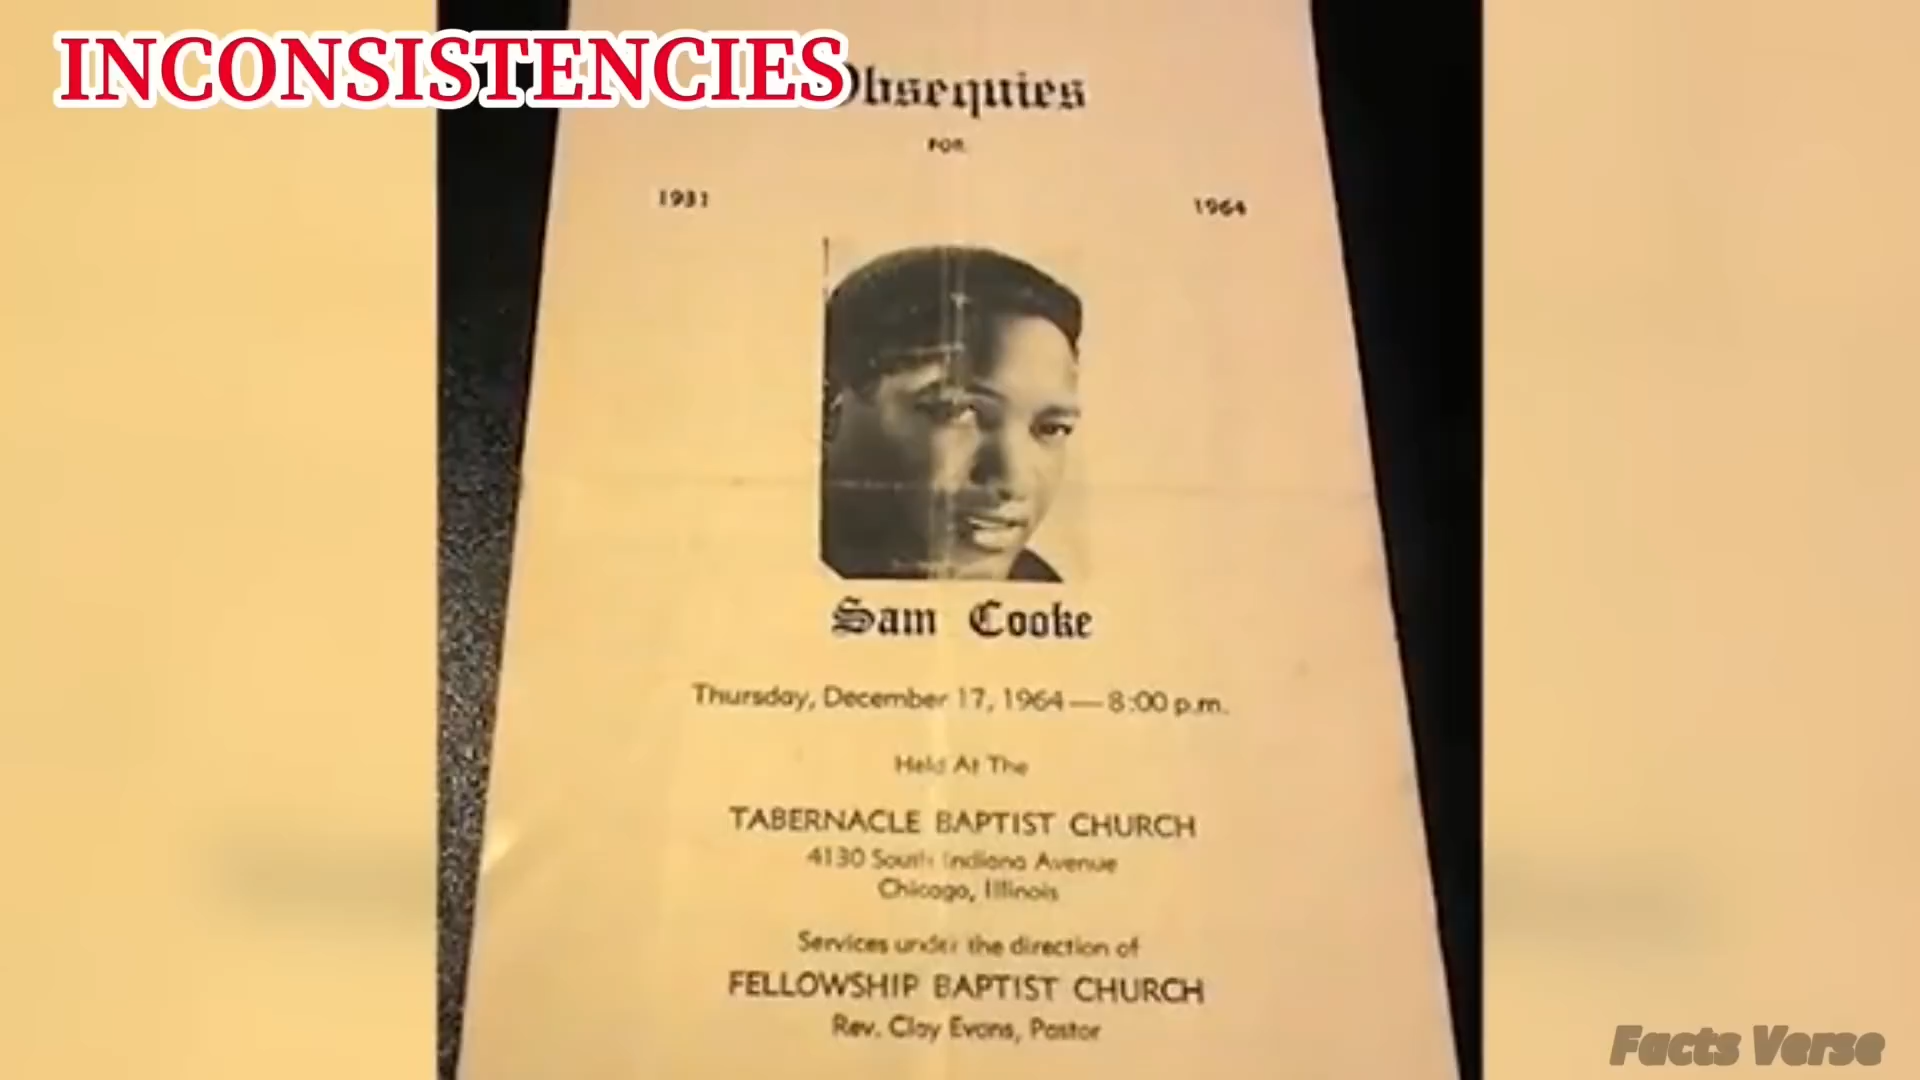 INCONSISTENCIES
Obsequies
FOR
1931 1964
Sam Cooke
Thursday, December 17, 1964 — 8:00 p.m.
Held At The
TABERNACLE BAPTIST CHURCH
4130 South Indiana Avenue
Chicago, Illinois
Services under the direction of
FELLOWSHIP BAPTIST CHURCH
Rev. Clay Evans, Pastor
Facts Verse